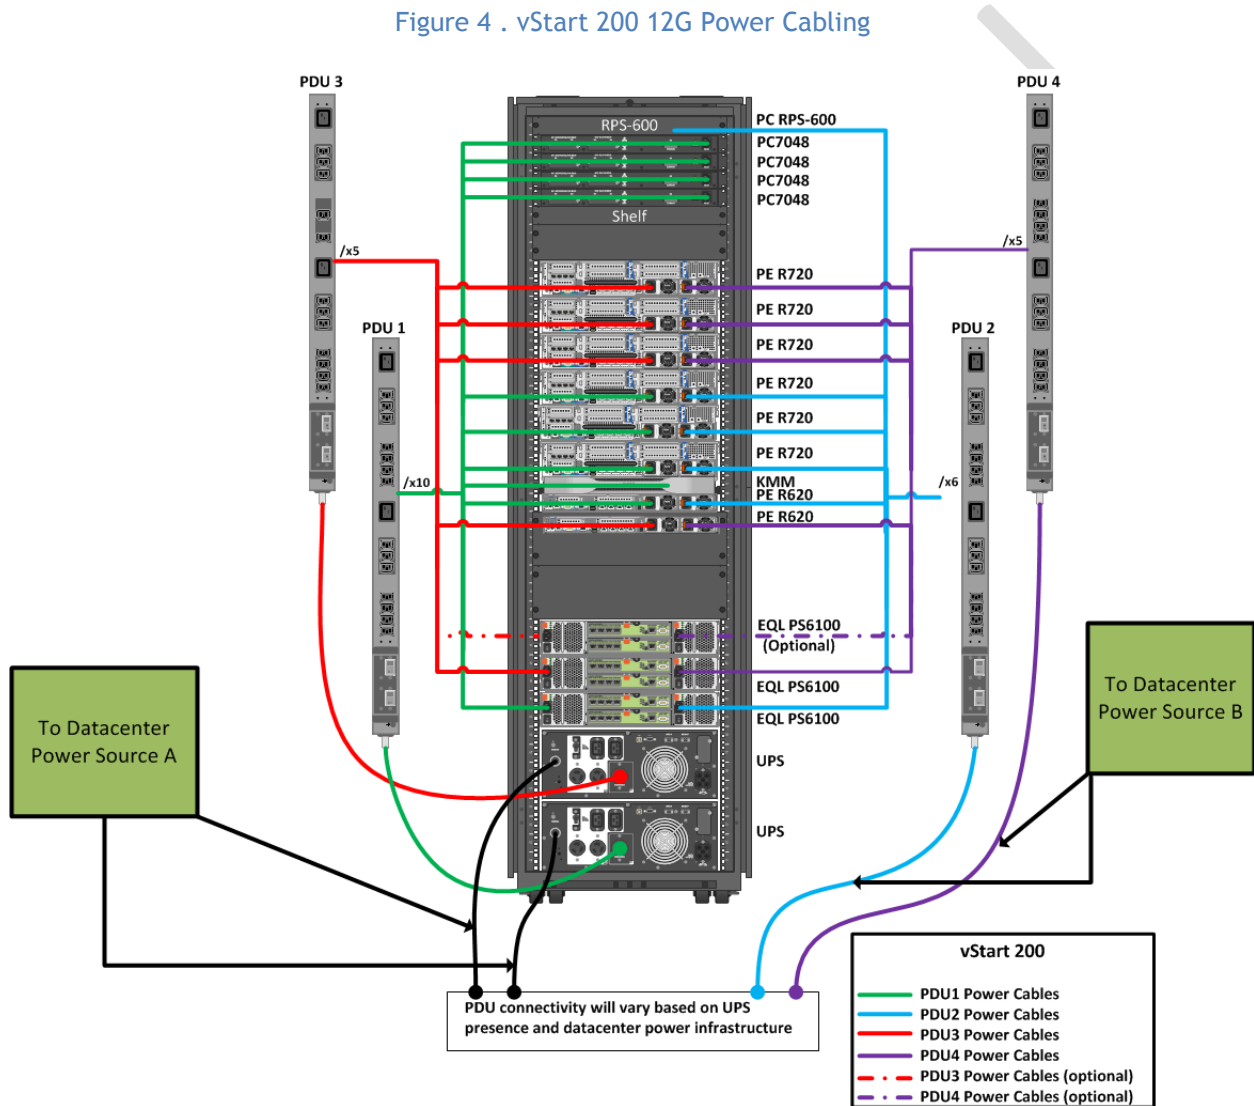 Figure 4 . vStart 200 12G Power Cabling
PDU 3
PDU 4
RPS-600
PC RPS-600
PC7048
PC7048
PC7048
PC7048
Shelf
/x5
/x5
PE R720
PE R720
PDU 1
PDU 2
PE R720
PE R720
PE R720
PE R720
/x10
KMM
/x6
PE R620
PE R620
EQL PS6100
(Optional)
EQL PS6100
EQL PS6100
To Datacenter
Power Source A
To Datacenter
Power Source B
UPS
UPS
vStart 200
PDU1 Power Cables
PDU2 Power Cables
PDU3 Power Cables
PDU4 Power Cables
PDU3 Power Cables (optional)
PDU4 Power Cables (optional)
PDU connectivity will vary based on UPS
presence and datacenter power infrastructure